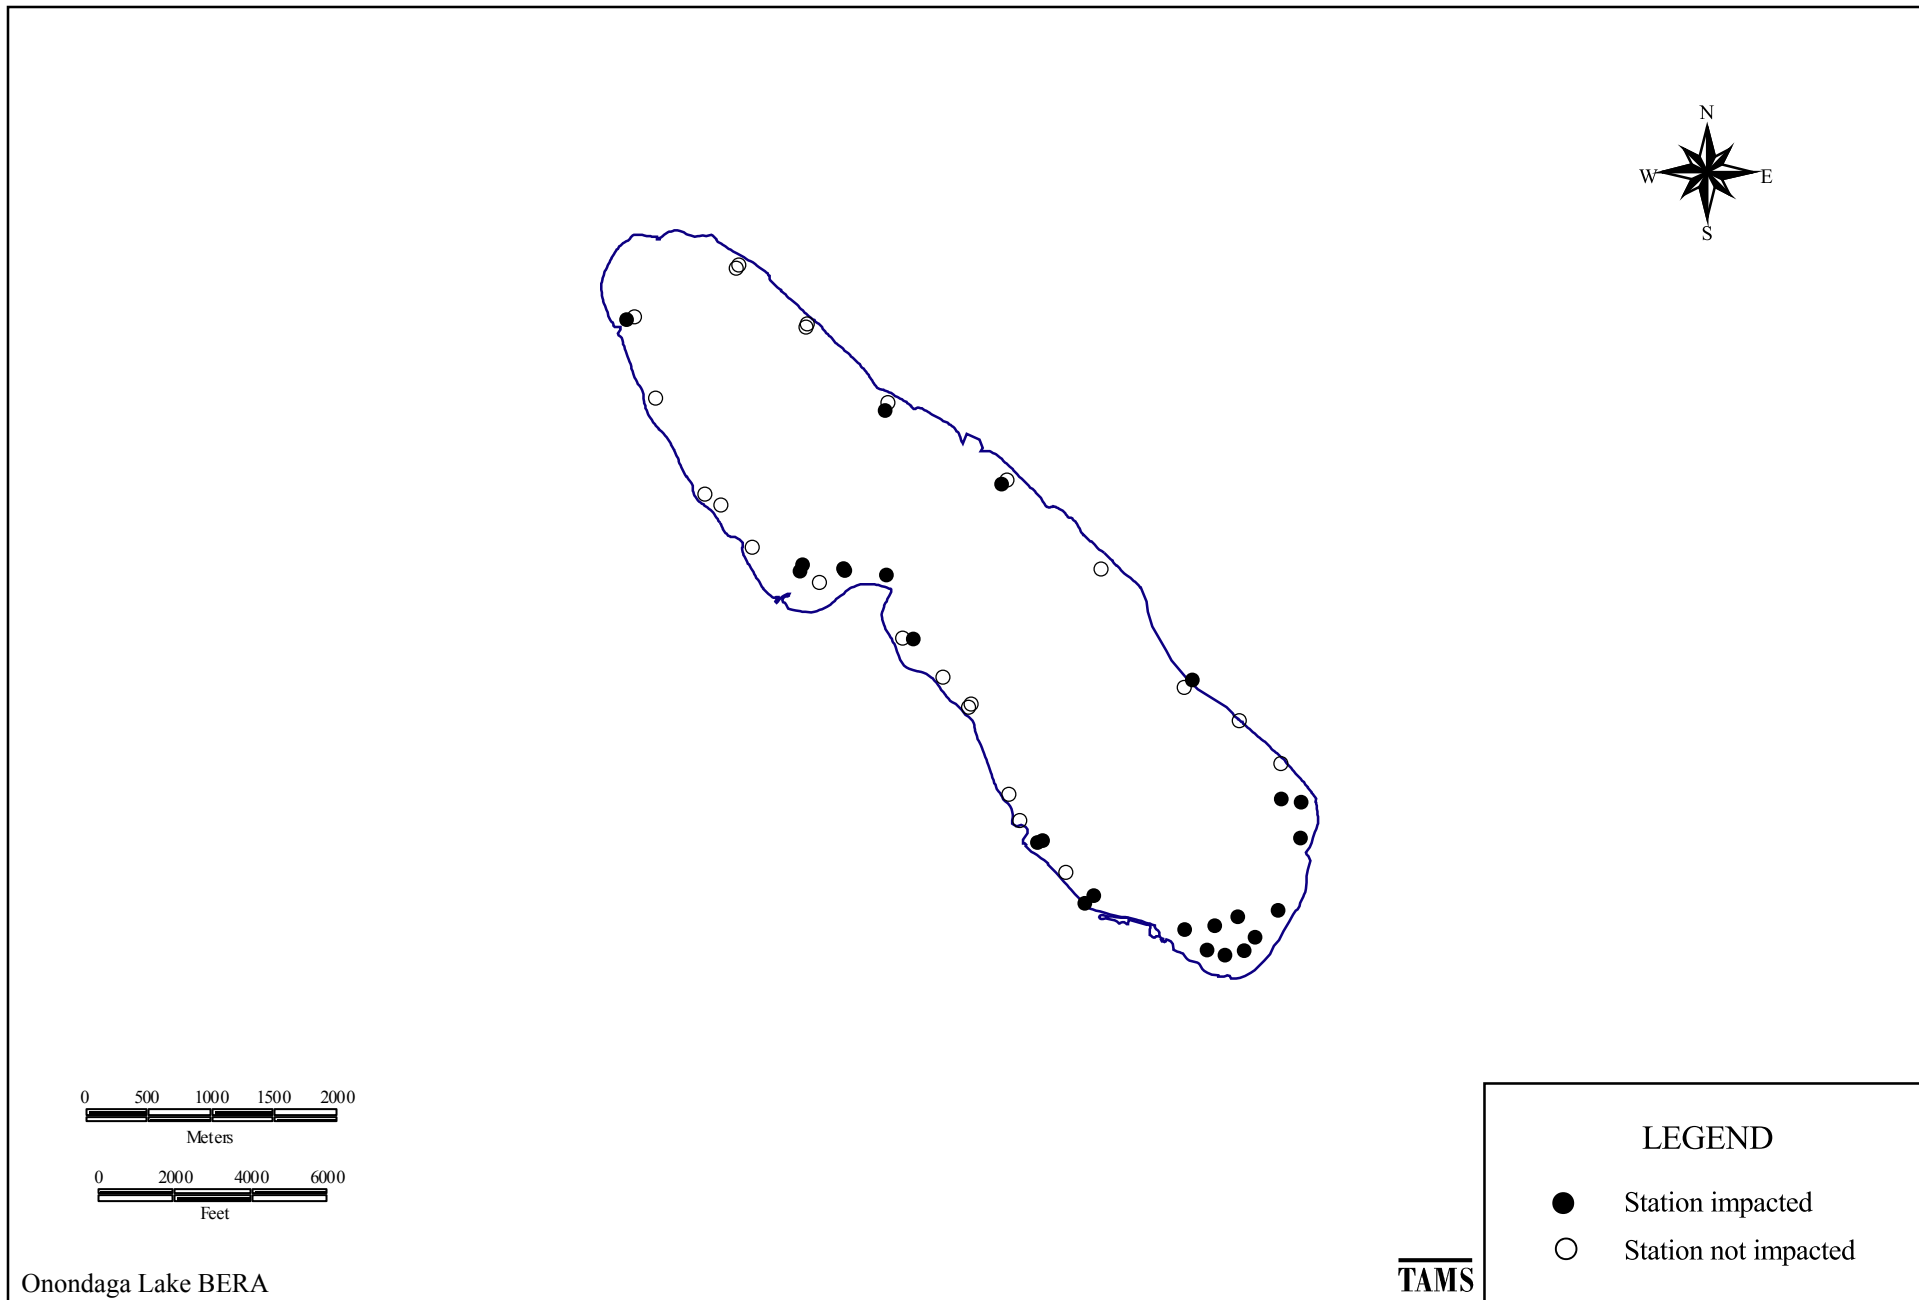 N
W E
S
0 500 1000 1500 2000
Meters
0 2000 4000 6000
Feet
LEGEND
Station impacted
Station not impacted
TAMS
Onondaga Lake BERA